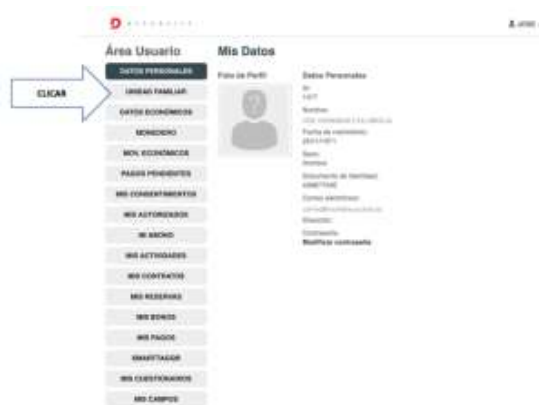 Área Usuario
Mis Datos
DATOS PERSONALES
CLICAR
UNIDAD FAMILIAR
DATOS ECONÓMICOS
MONEDERO
MOV. ECONÓMICOS
PAGOS PENDIENTES
MIS CONSENTIMIENTOS
MIS AUTORIZADOS
MI ABONO
MIS ACTIVIDADES
MIS CONTRATOS
MIS RESERVAS
MIS BONOS
MIS PAGOS
SMARTTAGGR
MIS CUESTIONARIOS
MIS CAMPUS
Foto de Perfil
Datos Personales
Nombre:
Fecha de nacimiento:
Sexo:
Hombre
Documento de Identidad:
Correo electrónico:
Dirección:
Contraseña:
Modificar contraseña